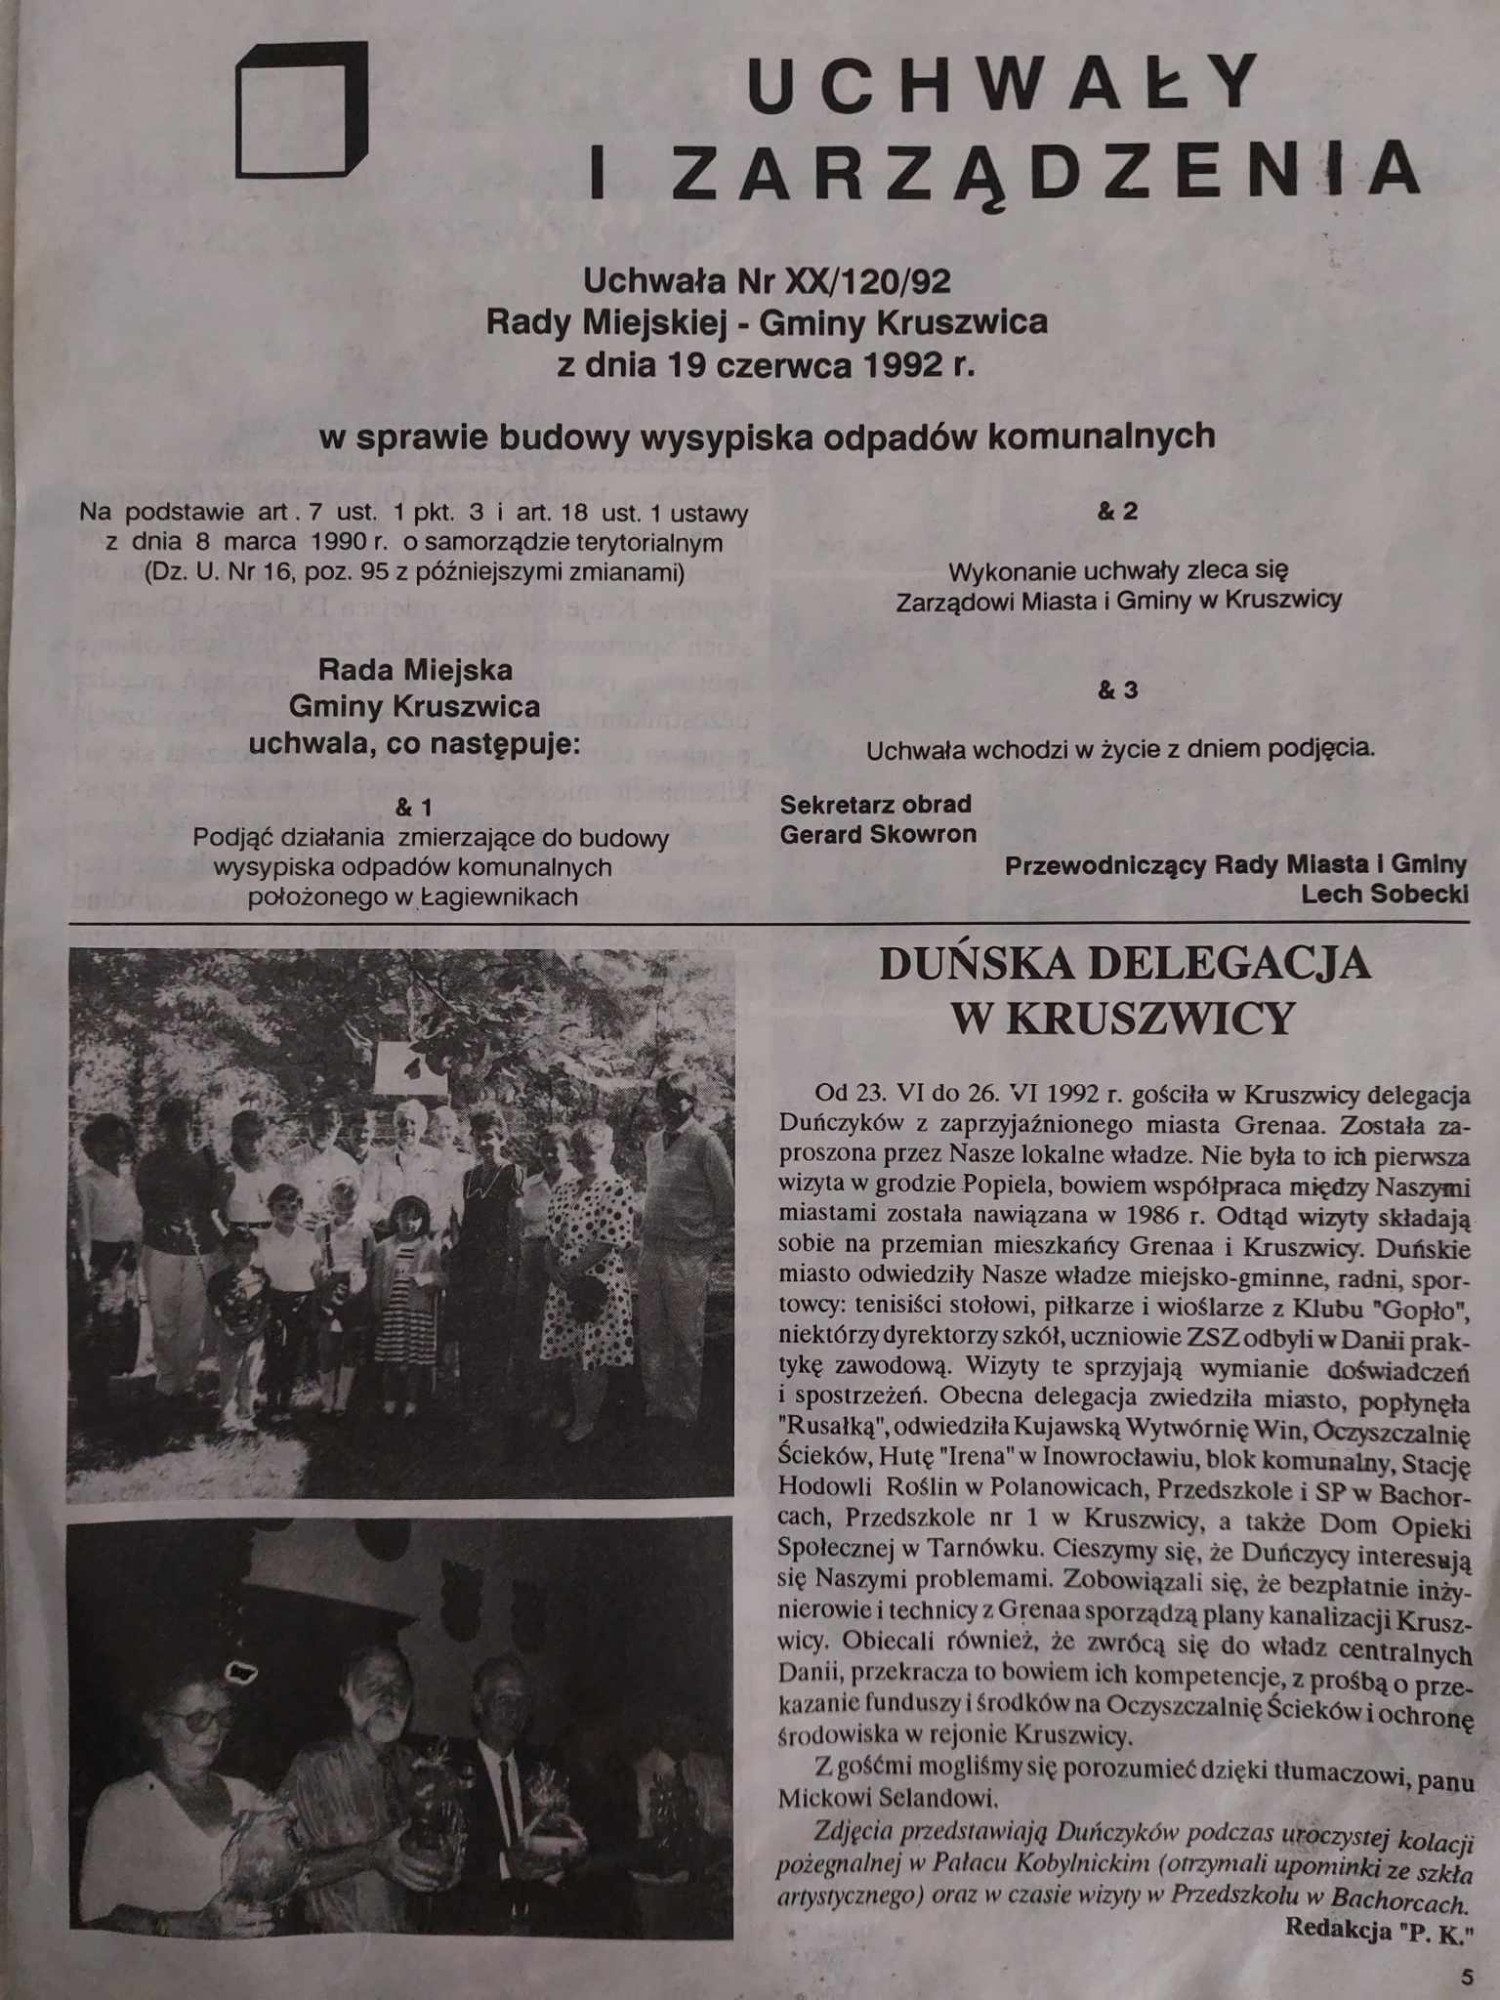 UCHWAŁY
I ZARZĄDZENIA
Uchwała Nr XX/120/92
Rady Miejskiej - Gminy Kruszwica
z dnia 19 czerwca 1992 r.
w sprawie budowy wysypiska odpadów komunalnych
Na podstawie art. 7 ust. 1 pkt. 3 i art. 18 ust. 1 ustawy
z dnia 8 marca 1990 r. o samorządzie terytorialnym
(Dz. U. Nr 16, poz. 95 z późniejszymi zmianami)
Rada Miejska
Gminy Kruszwica
uchwala, co następuje:
& 1
Podjąć działania zmierzające do budowy
wysypiska odpadów komunalnych
położonego w Łagiewnikach
& 2
Wykonanie uchwały zleca się
Zarządowi Miasta i Gminy w Kruszwicy
& 3
Uchwała wchodzi w życie z dniem podjęcia.
Sekretarz obrad
Gerard Skowron
Przewodniczący Rady Miasta i Gminy
Lech Sobecki
DUŃSKA DELEGACJA
W KRUSZWICY
Od 23. VI do 26. VI 1992 r. gościła w Kruszwicy delegacja
Duńczyków z zaprzyjaźnionego miasta Grenaa. Została za-
proszona przez Nasze lokalne władze. Nie była to ich pierwsza
wizyta w grodzie Popiela, bowiem współpraca między Naszymi
miastami została nawiązana w 1986 r. Odtąd wizyty składają
sobie na przemian mieszkańcy Grenaa i Kruszwicy. Duńskie
miasto odwiedziły Nasze władze miejsko-gminne, radni, spor-
towcy: tenisiści stołowi, piłkarze i wioślarze z Klubu "Gopło",
niektórzy dyrektorzy szkół, uczniowie ZSZ odbyli w Danii prak-
tykę zawodową. Wizyty te sprzyjają wymianie doświadczeń
i spostrzeżeń. Obecna delegacja zwiedziła miasto, popłynęła
"Rusałką", odwiedziła Kujawską Wytwórnię Win, Oczyszczalnię
Ścieków, Hutę "Irena" w Inowrocławiu, blok komunalny, Stację
Hodowli Roślin w Polanowicach, Przedszkole i SP w Bachor-
cach, Przedszkole nr 1 w Kruszwicy, a także Dom Opieki
Społecznej w Tarnówku. Cieszymy się, że Duńczycy interesują
się Naszymi problemami. Zobowiązali się, że bezpłatnie inży-
nierowie i technicy z Grenaa sporządzą plany kanalizacji Krusz-
wicy. Obiecali również, że zwrócą się do władz centralnych
Danii, przekracza to bowiem ich kompetencje, z prośbą o prze-
kazanie funduszy i środków na Oczyszczalnię Ścieków i ochronę
środowiska w rejonie Kruszwicy.
Z gośćmi mogliśmy się porozumieć dzięki tłumaczowi, panu
Mickowi Selandowi.
Zdjęcia przedstawiają Duńczyków podczas uroczystej kolacji
pożegnalnej w Pałacu Kobylnickim (otrzymali upominki ze szkła
artystycznego) oraz w czasie wizyty w Przedszkolu w Bachorcach.
Redakcja "P. K."
5